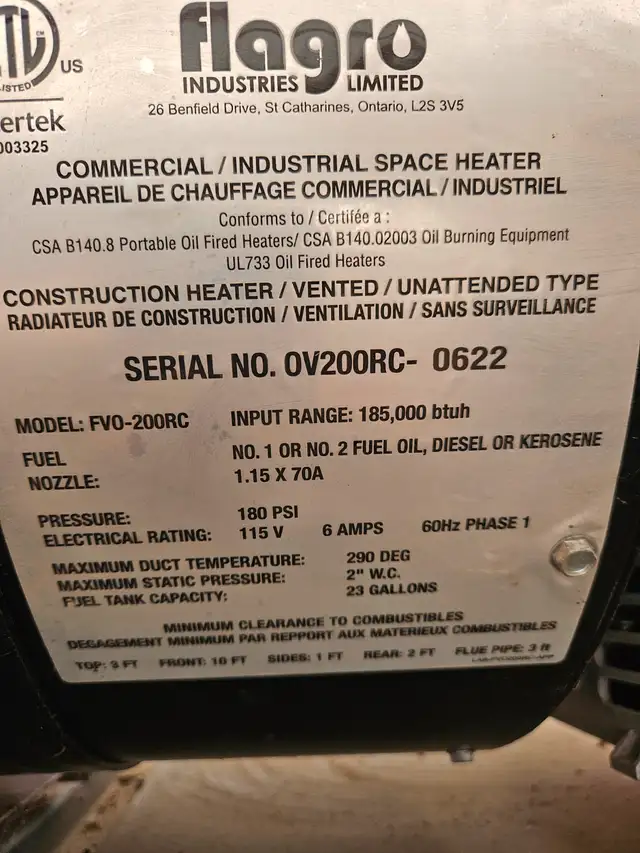 flagro
INDUSTRIES LIMITED
26 Benfield Drive, St Catharines, Ontario, L2S 3V5
TL
CM
LISTED
US
ertek
003325
COMMERCIAL / INDUSTRIAL SPACE HEATER
APPAREIL DE CHAUFFAGE COMMERCIAL / INDUSTRIEL
Conforms to / Certifée a :
CSA B140.8 Portable Oil Fired Heaters/ CSA B140.02003 Oil Burning Equipment
UL733 Oil Fired Heaters
CONSTRUCTION HEATER / VENTED / UNATTENDED TYPE
RADIATEUR DE CONSTRUCTION / VENTILATION / SANS SURVEILLANCE
SERIAL NO. OV200RC- 0622
MODEL: FVO-200RC INPUT RANGE: 185,000 btuh
FUEL NO. 1 OR NO. 2 FUEL OIL, DIESEL OR KEROSENE
NOZZLE: 1.15 X 70A
PRESSURE: 180 PSI
ELECTRICAL RATING: 115 V 6 AMPS 60Hz PHASE 1
MAXIMUM DUCT TEMPERATURE: 290 DEG
MAXIMUM STATIC PRESSURE: 2" W.C.
FUEL TANK CAPACITY: 23 GALLONS
MINIMUM CLEARANCE TO COMBUSTIBLES
DEGAGEMENT MINIMUM PAR REPPORT AUX MATERIEUX COMBUSTIBLES
TOP: 3 FT FRONT: 10 FT SIDES: 1 FT REAR: 2 FT FLUE PIPE: 3 ft